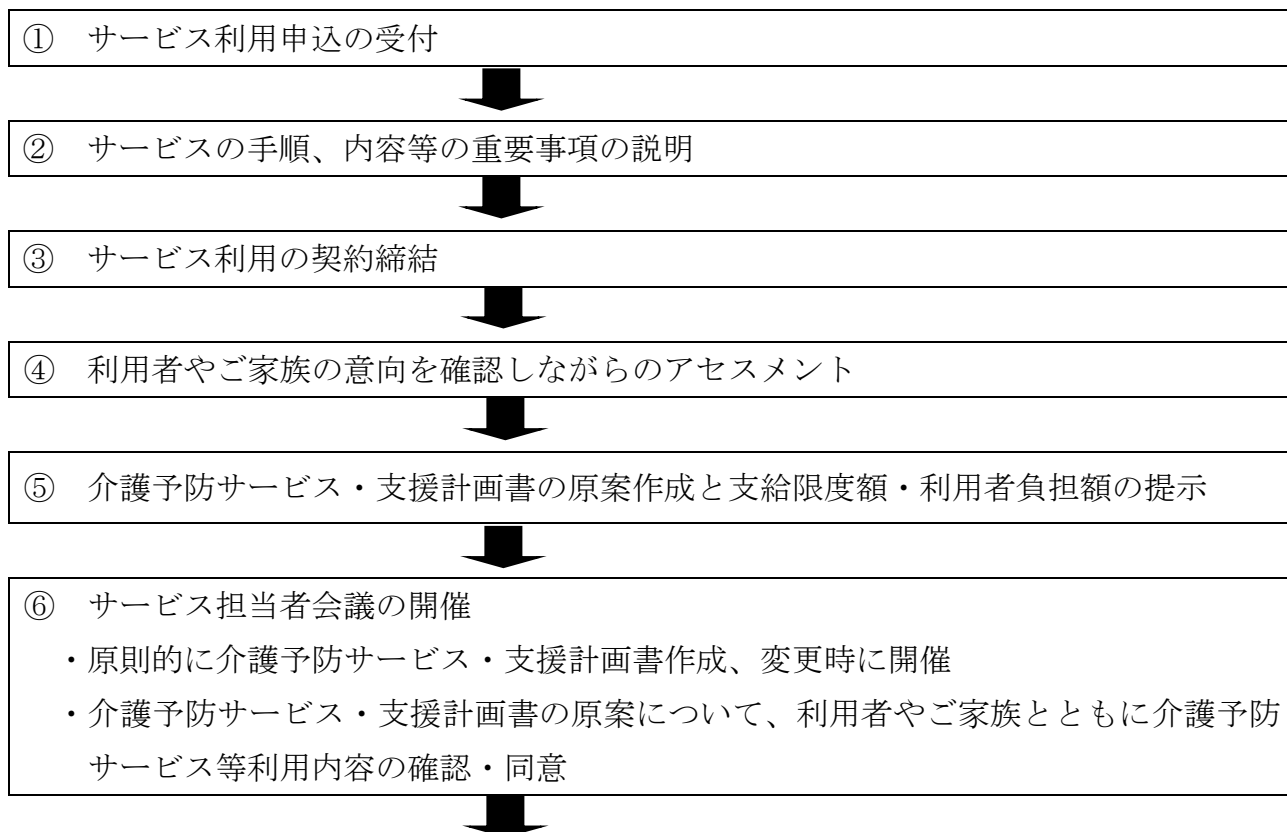 ①　サービス利用申込の受付
②　サービスの手順、内容等の重要事項の説明
③　サービス利用の契約締結
④　利用者やご家族の意向を確認しながらのアセスメント
⑤　介護予防サービス・支援計画書の原案作成と支給限度額・利用者負担額の提示
⑥　サービス担当者会議の開催
・原則的に介護予防サービス・支援計画書作成、変更時に開催
・介護予防サービス・支援計画書の原案について、利用者やご家族とともに介護予防
サービス等利用内容の確認・同意